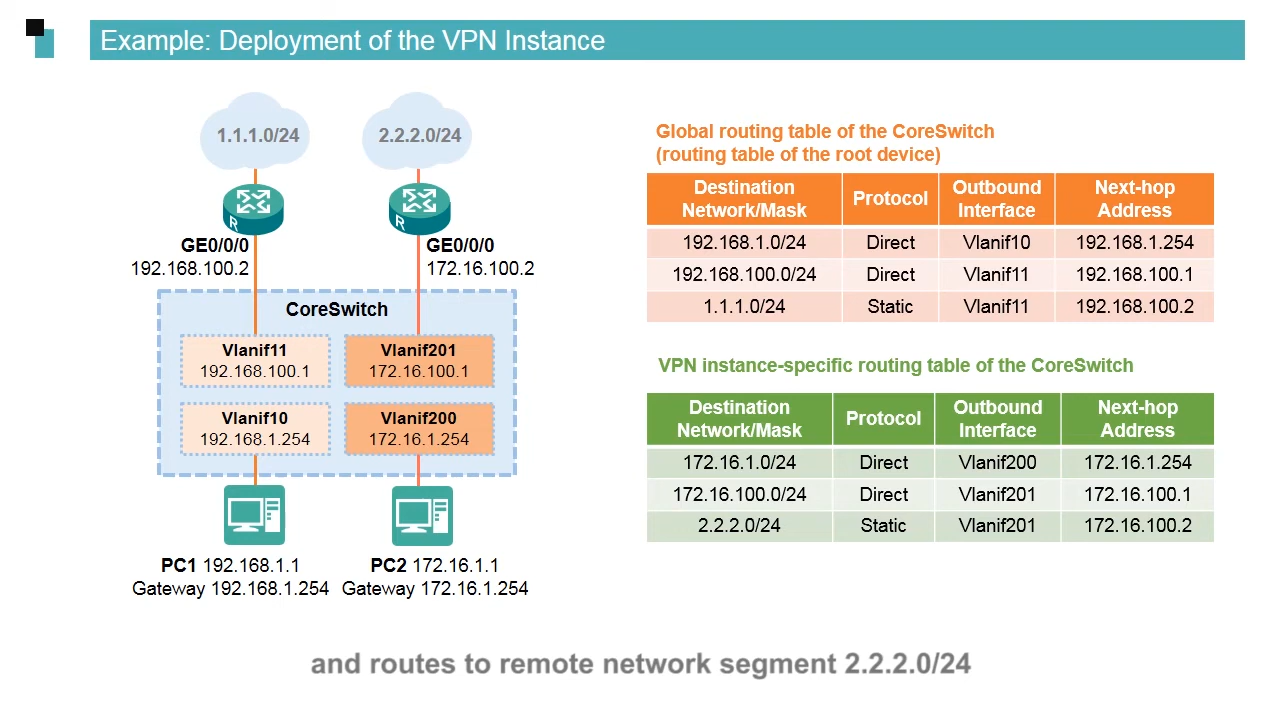 Example: Deployment of the VPN Instance
1.1.1.0/24
2.2.2.0/24
R
R
GE0/0/0
192.168.100.2
GE0/0/0
172.16.100.2
CoreSwitch
Vlanif11
192.168.100.1
Vlanif201
172.16.100.1
Vlanif10
192.168.1.254
Vlanif200
172.16.1.254
PC1 192.168.1.1
Gateway 192.168.1.254
PC2 172.16.1.1
Gateway 172.16.1.254
Global routing table of the CoreSwitch
(routing table of the root device)
Destination Network/Mask Protocol Outbound Interface Next-hop Address
192.168.1.0/24 Direct Vlanif10 192.168.1.254
192.168.100.0/24 Direct Vlanif11 192.168.100.1
1.1.1.0/24 Static Vlanif11 192.168.100.2
VPN instance-specific routing table of the CoreSwitch
Destination Network/Mask Protocol Outbound Interface Next-hop Address
172.16.1.0/24 Direct Vlanif200 172.16.1.254
172.16.100.0/24 Direct Vlanif201 172.16.100.1
2.2.2.0/24 Static Vlanif201 172.16.100.2
and routes to remote network segment 2.2.2.0/24